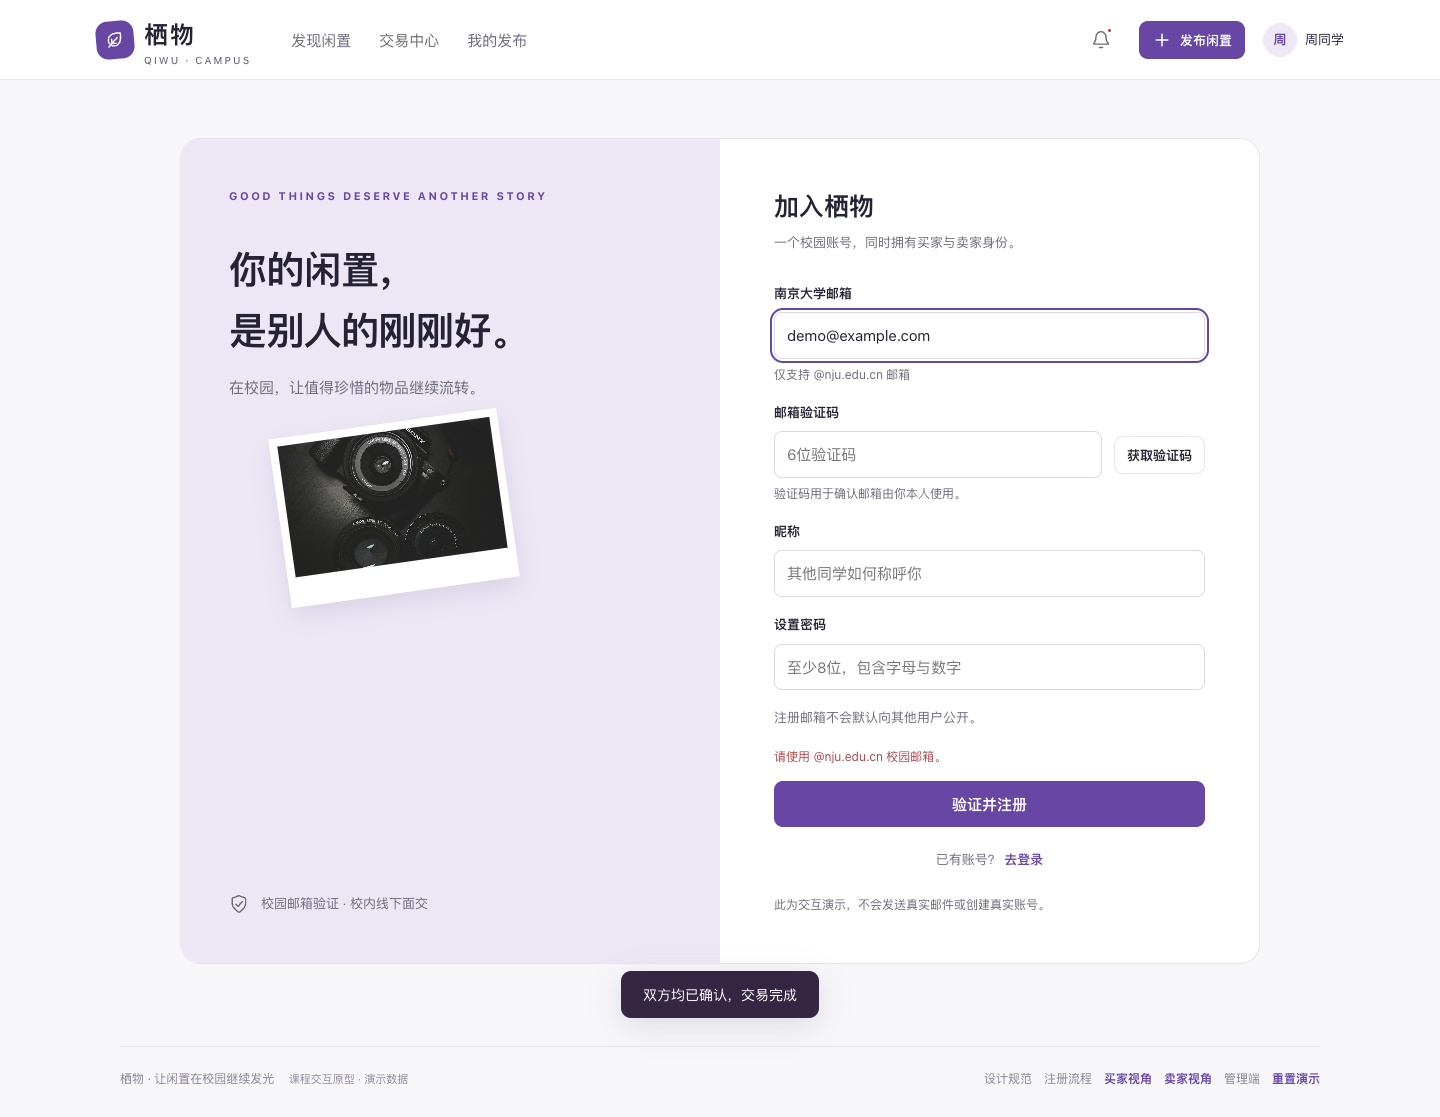 栖物
QIWU · CAMPUS
发现闲置
交易中心
我的发布
发布闲置
周
周同学
GOOD THINGS DESERVE ANOTHER STORY
你的闲置，
是别人的刚刚好。
在校园，让值得珍惜的物品继续流转。
SONY
校园邮箱验证 · 校内线下面交
加入栖物
一个校园账号，同时拥有买家与卖家身份。
南京大学邮箱
demo@example.com
仅支持 @nju.edu.cn 邮箱
邮箱验证码
6位验证码
获取验证码
验证码用于确认邮箱由你本人使用。
昵称
其他同学如何称呼你
设置密码
至少8位，包含字母与数字
注册邮箱不会默认向其他用户公开。
请使用 @nju.edu.cn 校园邮箱。
验证并注册
已有账号？ 去登录
此为交互演示，不会发送真实邮件或创建真实账号。
双方均已确认，交易完成
栖物 · 让闲置在校园继续发光 课程交互原型 · 演示数据
设计规范 注册流程 买家视角 卖家视角 管理端 重置演示